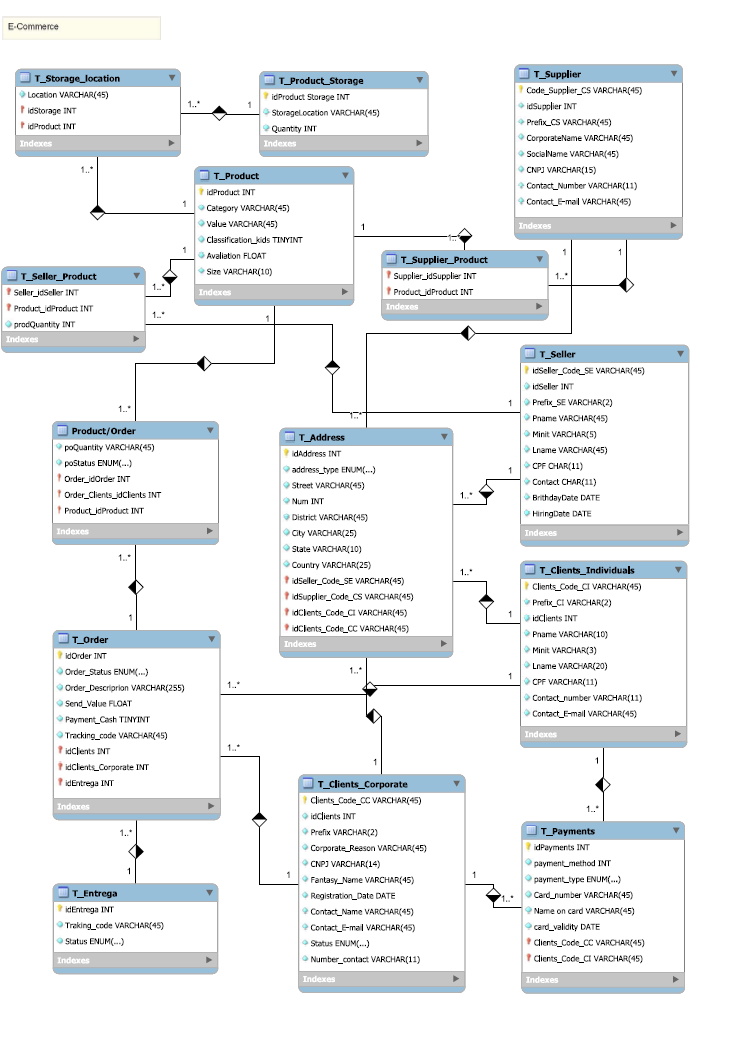 E-Commerce
T_Storage_location
Location VARCHAR(45)
idStorage INT
idProduct INT
Indexes
1..*
1
T_Product_Storage
idProduct Storage INT
StorageLocation VARCHAR(45)
Quantity INT
Indexes
T_Supplier
Code_Supplier_CS VARCHAR(45)
idSupplier INT
Prefix_CS VARCHAR(45)
CorporateName VARCHAR(45)
SocialName VARCHAR(45)
CNPJ VARCHAR(15)
Contact_Number VARCHAR(11)
Contact_E-mail VARCHAR(45)
Indexes
1..*
1
T_Product
idProduct INT
Category VARCHAR(45)
Value VARCHAR(45)
Classification_kids TINYINT
Avaliation FLOAT
Size VARCHAR(10)
Indexes
1
1..*
1
1..*
T_Supplier_Product
Supplier_idSupplier INT
Product_idProduct INT
Indexes
1
1
1..*
T_Seller_Product
Seller_idSeller INT
Product_idProduct INT
prodQuantity INT
Indexes
1..*
1
1..*
1..*
1
T_Seller
idSeller_Code_SE VARCHAR(45)
idSeller INT
Prefix_SE VARCHAR(2)
Pname VARCHAR(45)
Minit VARCHAR(5)
Lname VARCHAR(45)
CPF CHAR(11)
Contact CHAR(11)
BrithdayDate DATE
HiringDate DATE
Indexes
Product/Order
poQuantity VARCHAR(45)
poStatus ENUM(...)
Order_idOrder INT
Order_Clients_idClients INT
Product_idProduct INT
Indexes
T_Address
idAddress INT
address_type ENUM(...)
Street VARCHAR(45)
Num INT
District VARCHAR(45)
City VARCHAR(25)
State VARCHAR(10)
Country VARCHAR(25)
idSeller_Code_SE VARCHAR(45)
idSupplier_Code_CS VARCHAR(45)
idClients_Code_CI VARCHAR(45)
idClients_Code_CC VARCHAR(45)
Indexes
1
1..*
1..*
1
1..*
1
T_Clients_Individuals
Clients_Code_CI VARCHAR(45)
Prefix_CI VARCHAR(2)
idClients INT
Pname VARCHAR(10)
Minit VARCHAR(3)
Lname VARCHAR(20)
CPF VARCHAR(11)
Contact_number VARCHAR(11)
Contact_E-mail VARCHAR(45)
Indexes
T_Order
idOrder INT
Order_Status ENUM(...)
Order_Descriprion VARCHAR(255)
Send_Value FLOAT
Payment_Cash TINYINT
Tracking_code VARCHAR(45)
idClients INT
idClients_Corporate INT
idEntrega INT
Indexes
1..*
1..*
1
1..*
1
1
1..*
T_Clients_Corporate
Clients_Code_CC VARCHAR(45)
idClients INT
Prefix VARCHAR(2)
Corporate_Reason VARCHAR(45)
CNPJ VARCHAR(14)
Fantasy_Name VARCHAR(45)
Registration_Date DATE
Contact_Name VARCHAR(45)
Contact_E-mail VARCHAR(45)
Status ENUM(...)
Number_contact VARCHAR(11)
Indexes
T_Payments
idPayments INT
payment_method INT
payment_type ENUM(...)
Card_number VARCHAR(45)
Name on card VARCHAR(45)
card_validity DATE
Clients_Code_CC VARCHAR(45)
Clients_Code_CI VARCHAR(45)
Indexes
1..*
1
1
1
1..*
T_Entrega
idEntrega INT
Traking_code VARCHAR(45)
Status ENUM(...)
Indexes